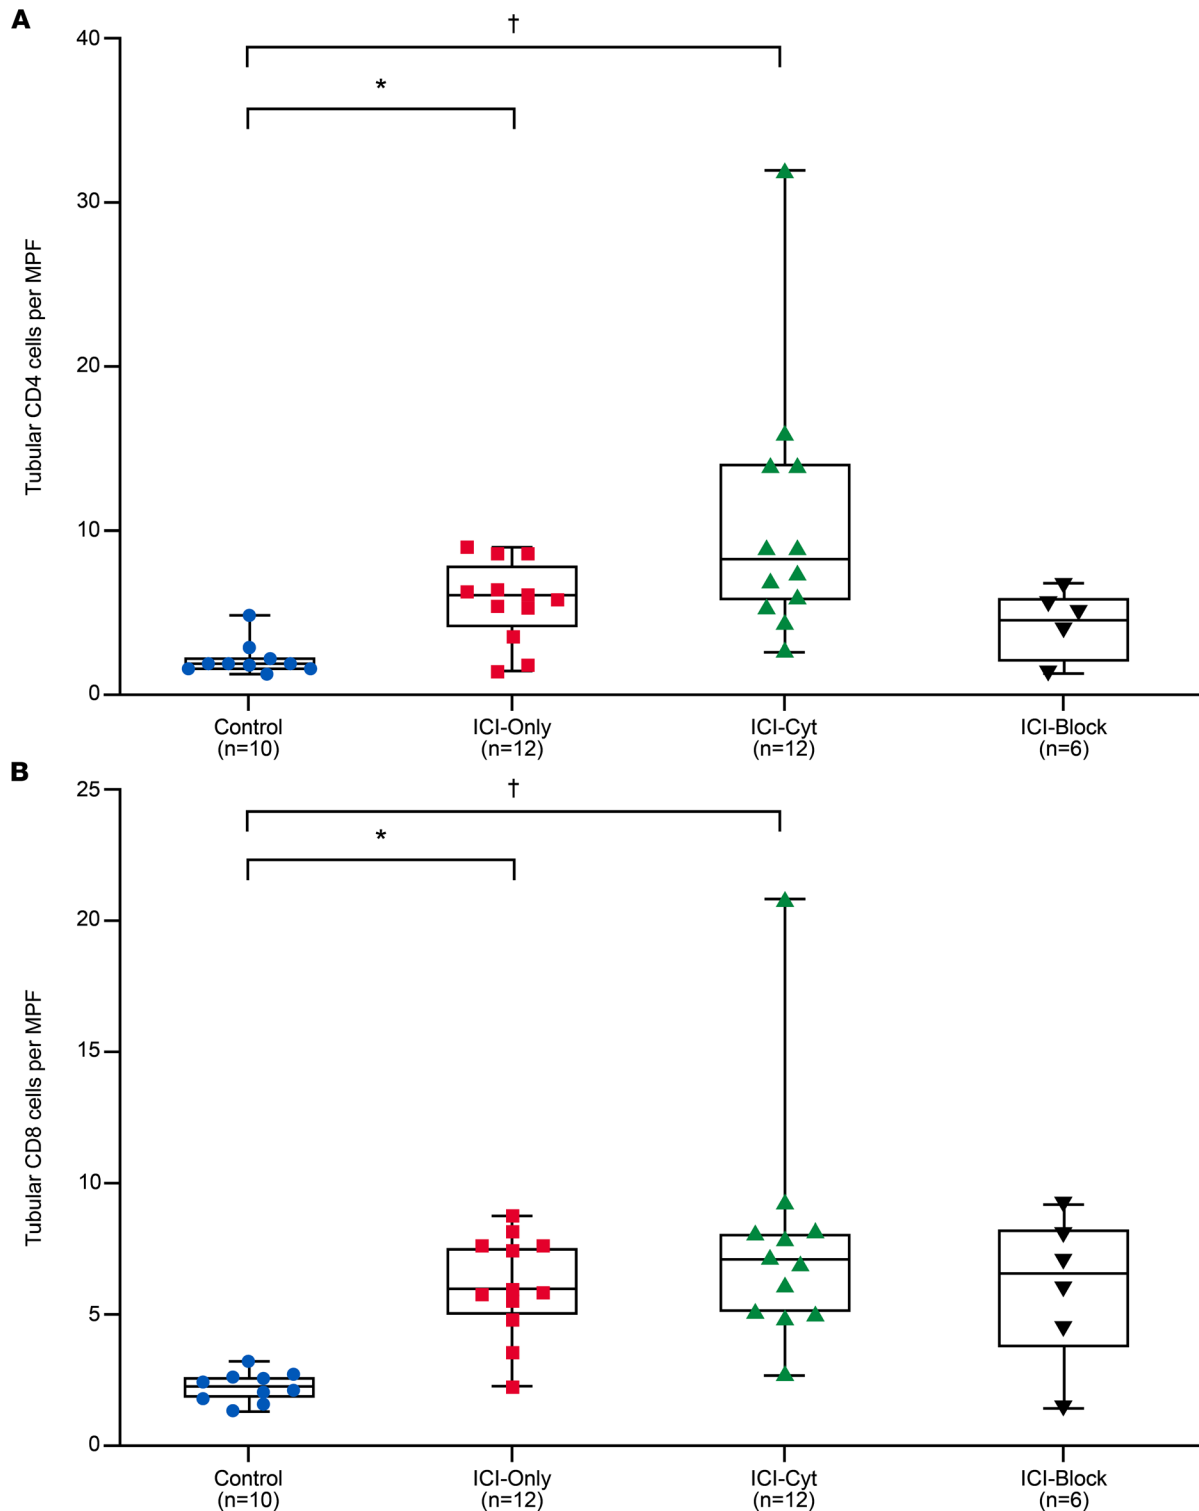 A
†
*
40
30
20
10
0
Tubular CD4 cells per MPF
Control
(n=10)
ICI-Only
(n=12)
ICI-Cyt
(n=12)
ICI-Block
(n=6)
B
†
*
25
20
15
10
5
0
Tubular CD8 cells per MPF
Control
(n=10)
ICI-Only
(n=12)
ICI-Cyt
(n=12)
ICI-Block
(n=6)